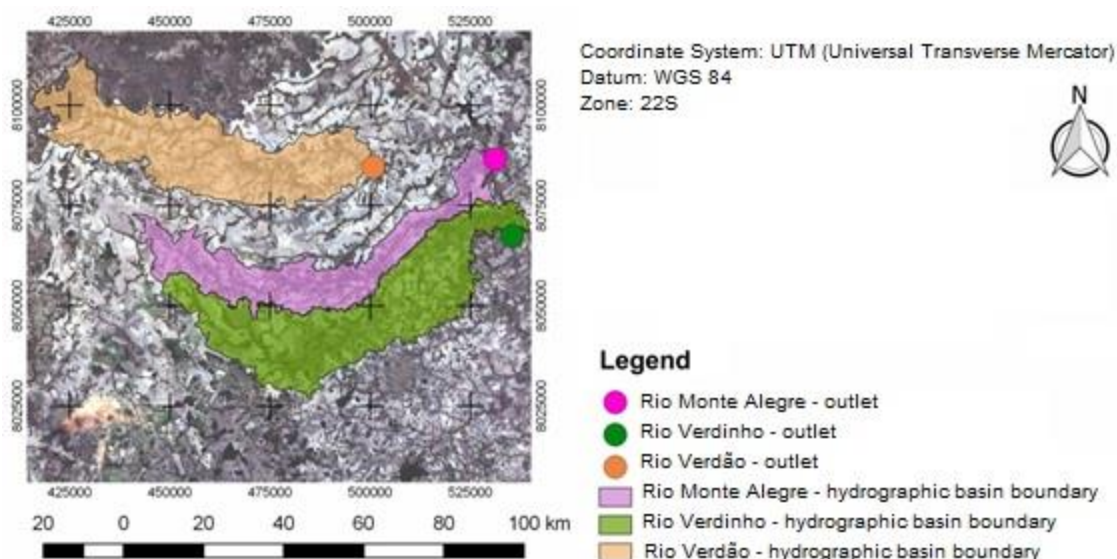 425000 450000 475000 500000 525000
8100000 8100000
8075000 8075000
8050000 8050000
8025000 8025000
425000 450000 475000 500000 525000
20 0 20 40 60 80 100 km
Coordinate System: UTM (Universal Transverse Mercator)
Datum: WGS 84
Zone: 22S
N
Legend
Rio Monte Alegre - outlet
Rio Verdinho - outlet
Rio Verdão - outlet
Rio Monte Alegre - hydrographic basin boundary
Rio Verdinho - hydrographic basin boundary
Rio Verdão - hydrographic basin boundary